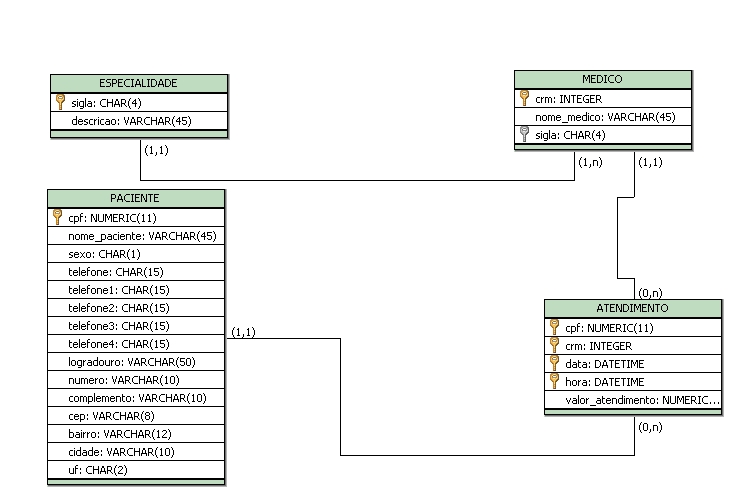 ESPECIALIDADE
sigla: CHAR(4)
descricao: VARCHAR(45)
(1,1)
MEDICO
crm: INTEGER
nome_medico: VARCHAR(45)
sigla: CHAR(4)
(1,n)
(1,1)
PACIENTE
cpf: NUMERIC(11)
nome_paciente: VARCHAR(45)
sexo: CHAR(1)
telefone: CHAR(15)
telefone1: CHAR(15)
telefone2: CHAR(15)
telefone3: CHAR(15)
telefone4: CHAR(15)
logradouro: VARCHAR(50)
numero: VARCHAR(10)
complemento: VARCHAR(10)
cep: VARCHAR(8)
bairro: VARCHAR(12)
cidade: VARCHAR(10)
uf: CHAR(2)
(1,1)
(0,n)
ATENDIMENTO
cpf: NUMERIC(11)
crm: INTEGER
data: DATETIME
hora: DATETIME
valor_atendimento: NUMERIC...
(0,n)